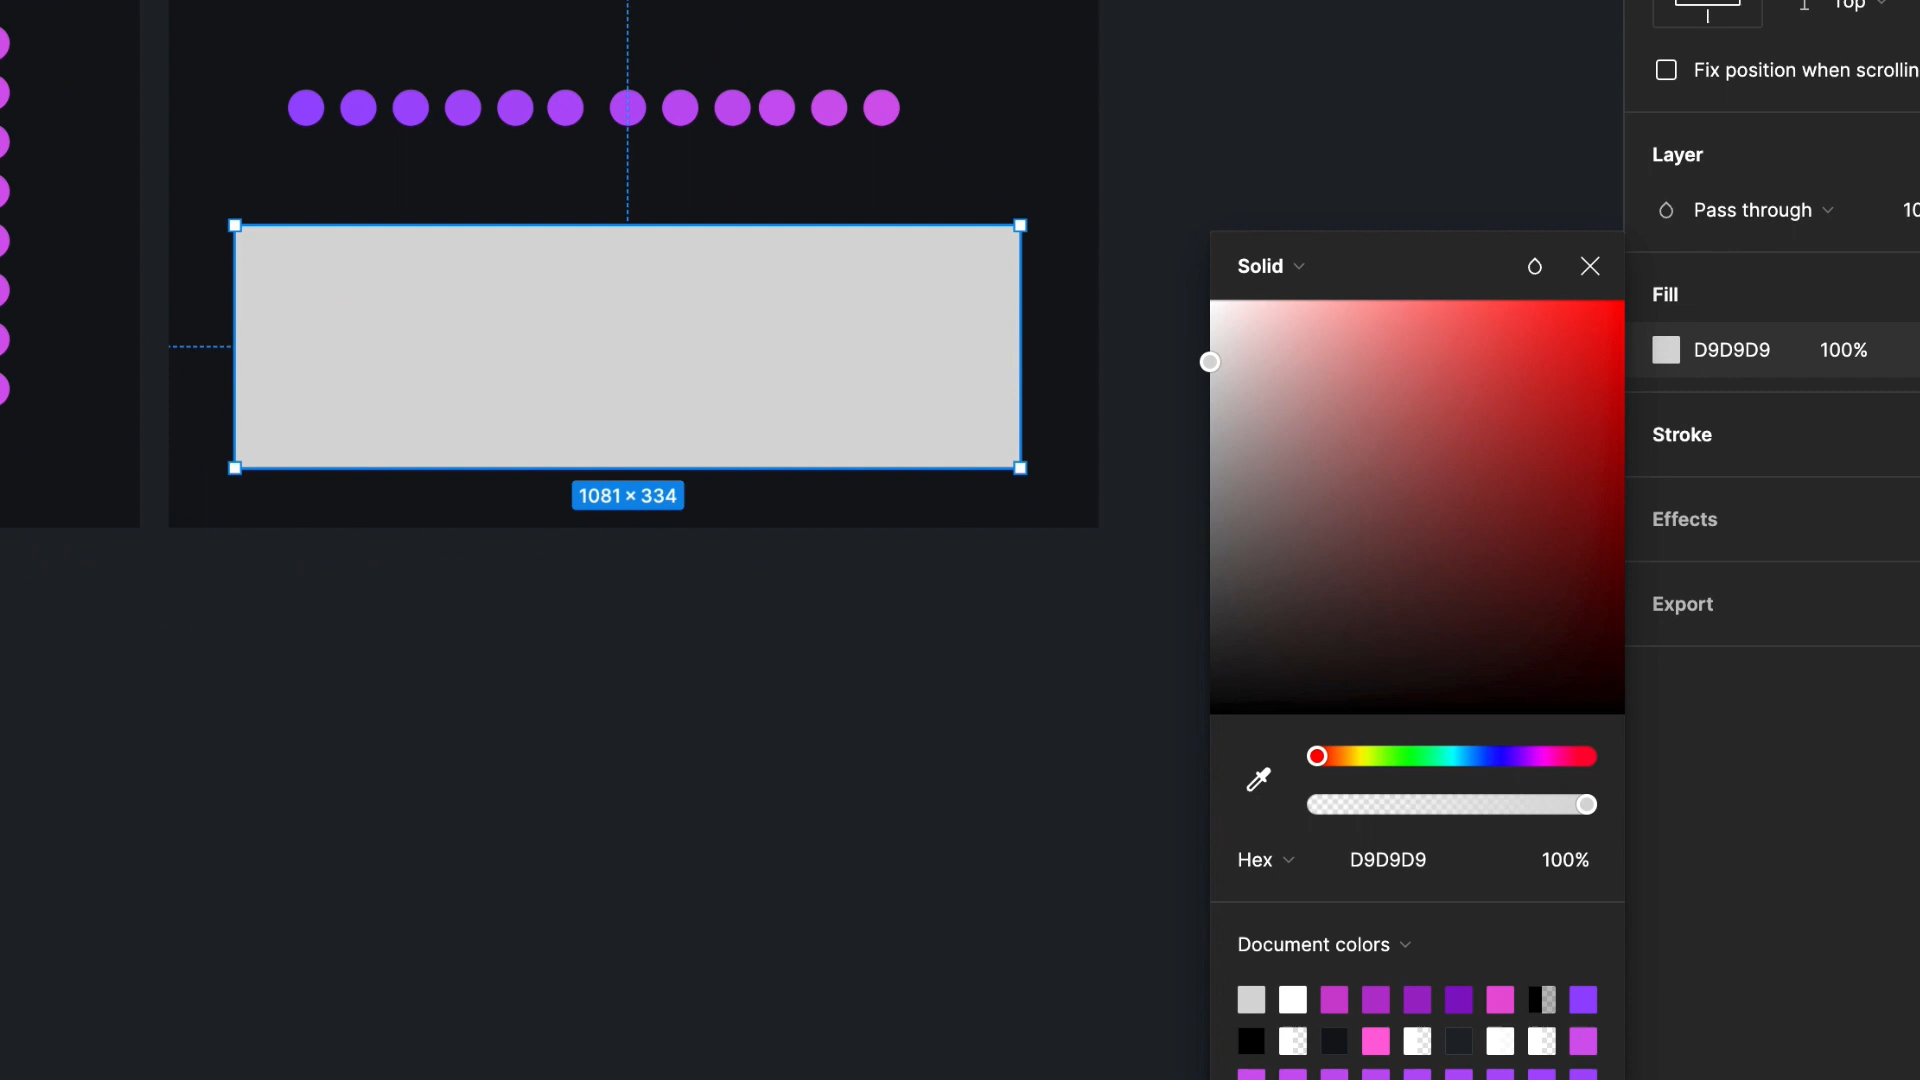 Top
Fix position when scrollin
Layer
Pass through
10
Solid
Fill
D9D9D9 100%
Stroke
1081 × 334
Effects
Export
Hex D9D9D9 100%
Document colors